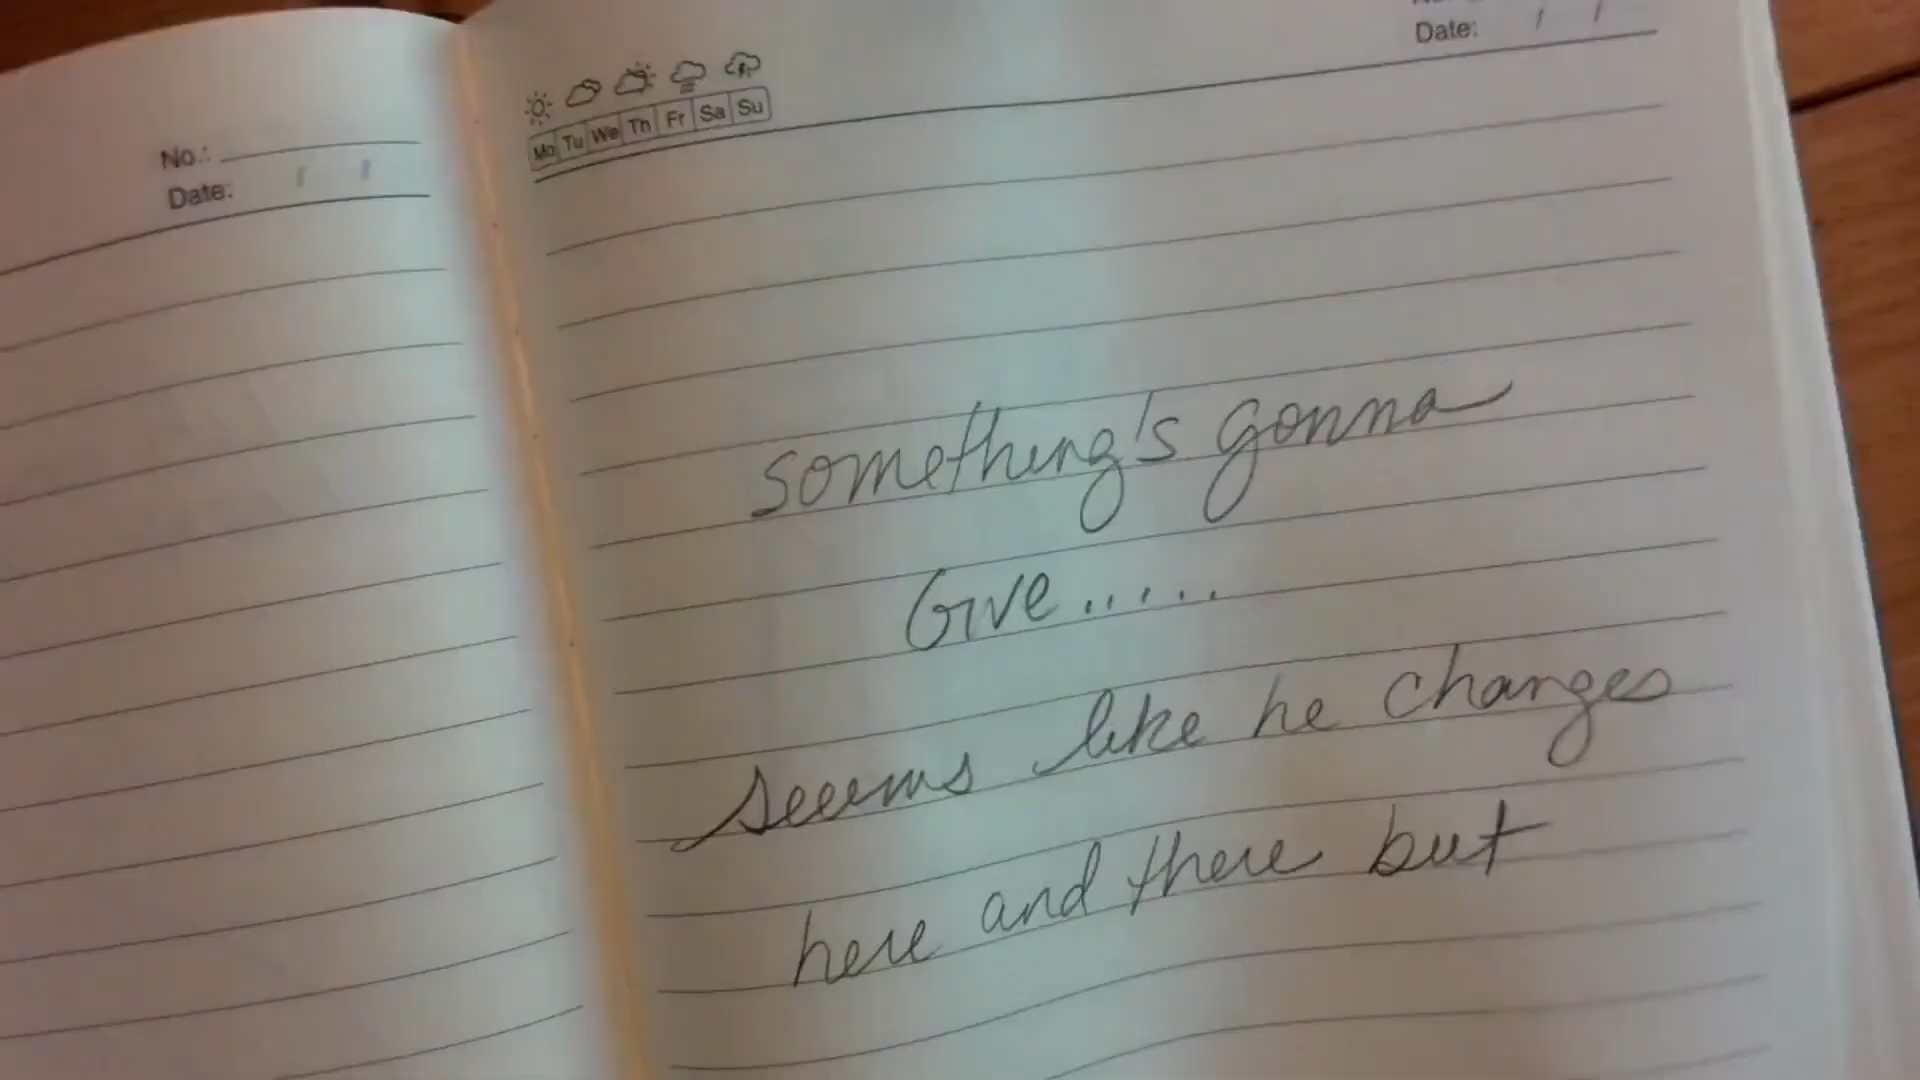 No.:
Date: / /
Mo Tu We Th Fr Sa Su
Date: / /
something's gonna
Give.....
seems like he changes
here and there but